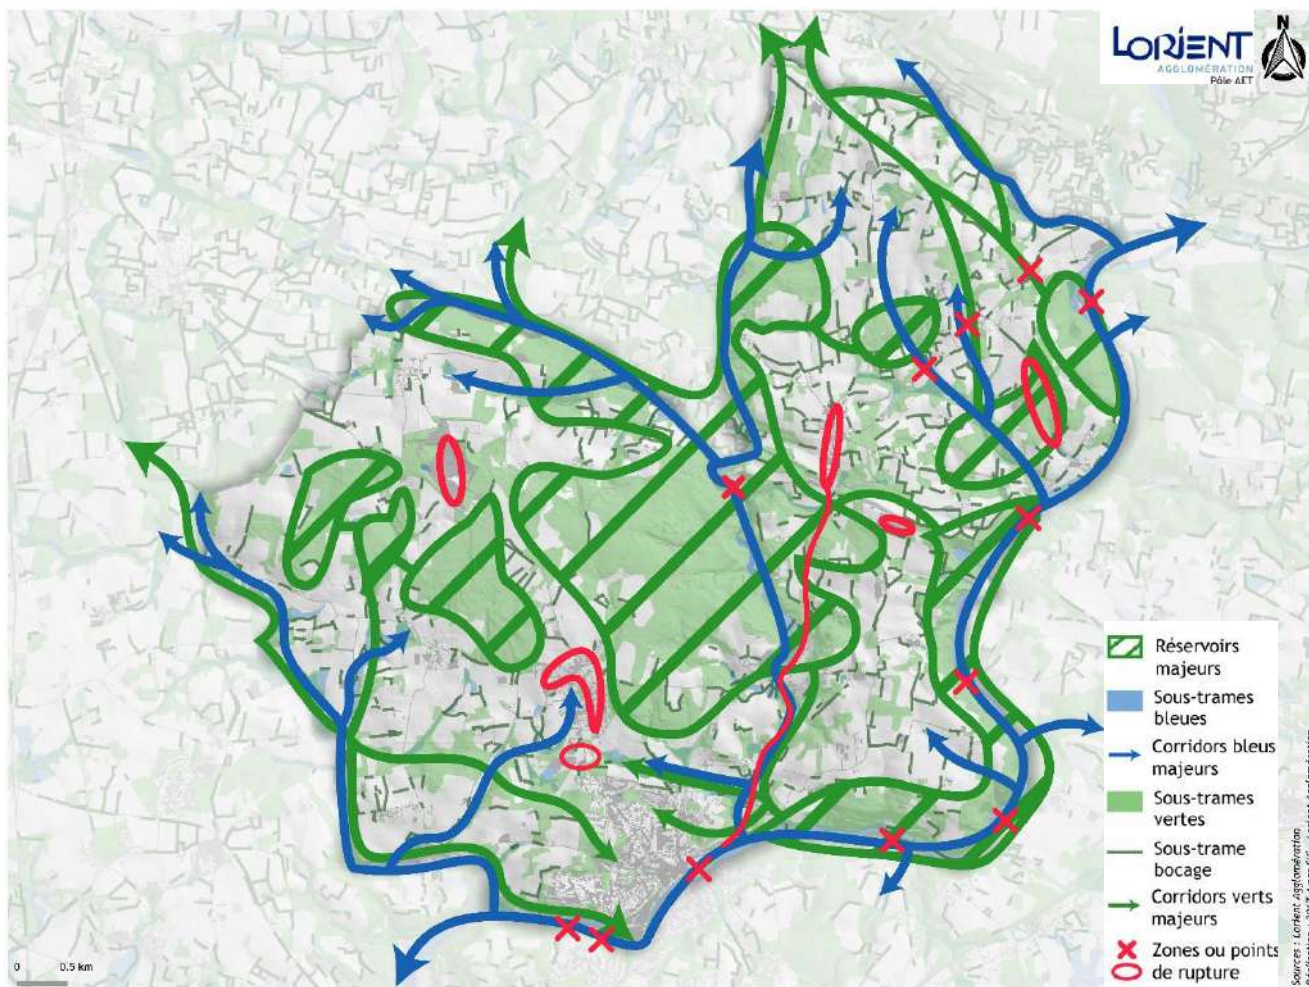 LORIENT
AGGLOMÉRATION
Pôle AET
N
Réservoirs
majeurs
Sous-trames
bleues
Corridors bleus
majeurs
Sous-trames
vertes
Sous-trame
bocage
Corridors verts
majeurs
Zones ou points
de rupture
0 0.5 km
Sources : Lorient Agglomération